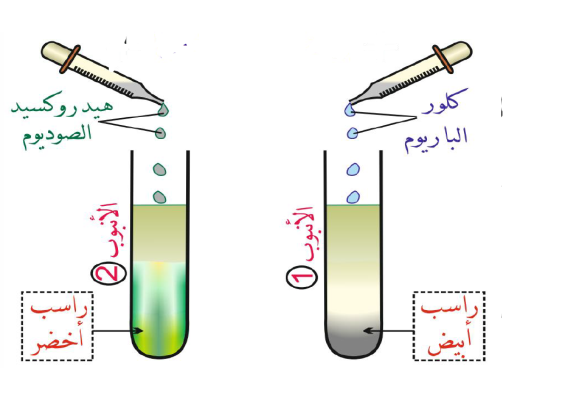 كلور
الباريوم
الأنبوب 1
راسب
أبيض
هيدروكسيد
الصوديوم
الأنبوب 2
راسب
أخضر